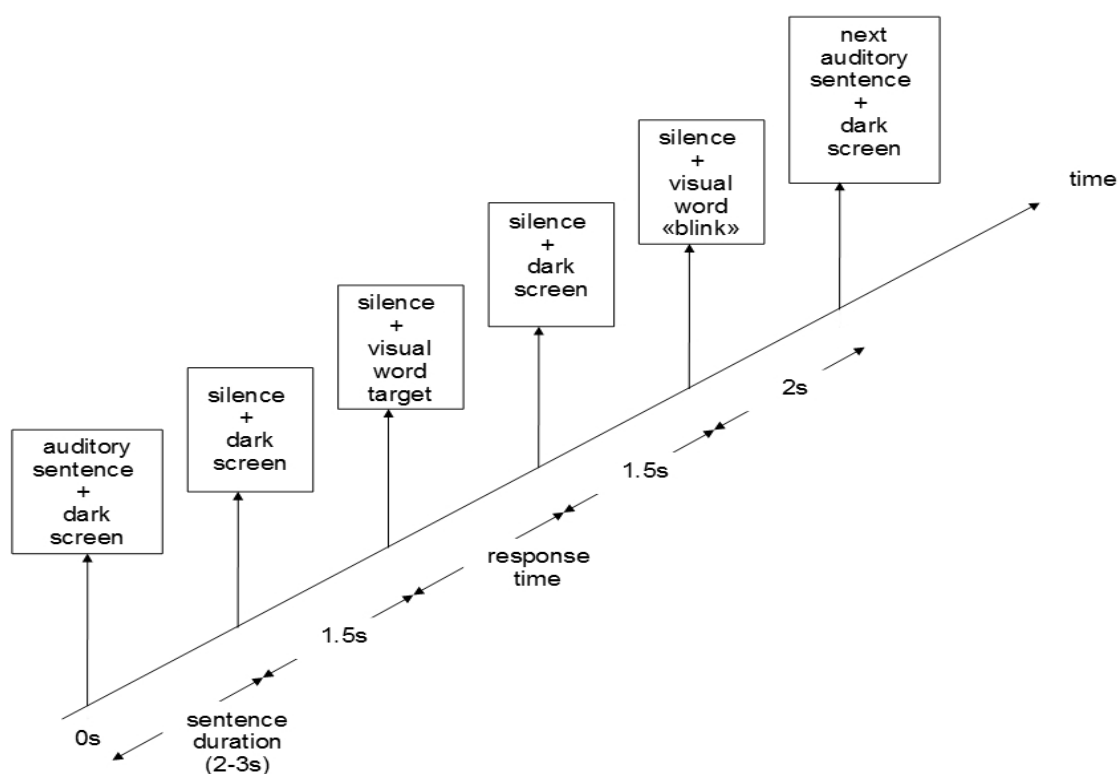 next
auditory
sentence
+
dark
screen
silence
+
visual
word
«blink»
time
silence
+
dark
screen
silence
+
visual
word
target
silence
+
dark
screen
auditory
sentence
+
dark
screen
2s
1.5s
response
time
1.5s
sentence
duration
(2-3s)
0s